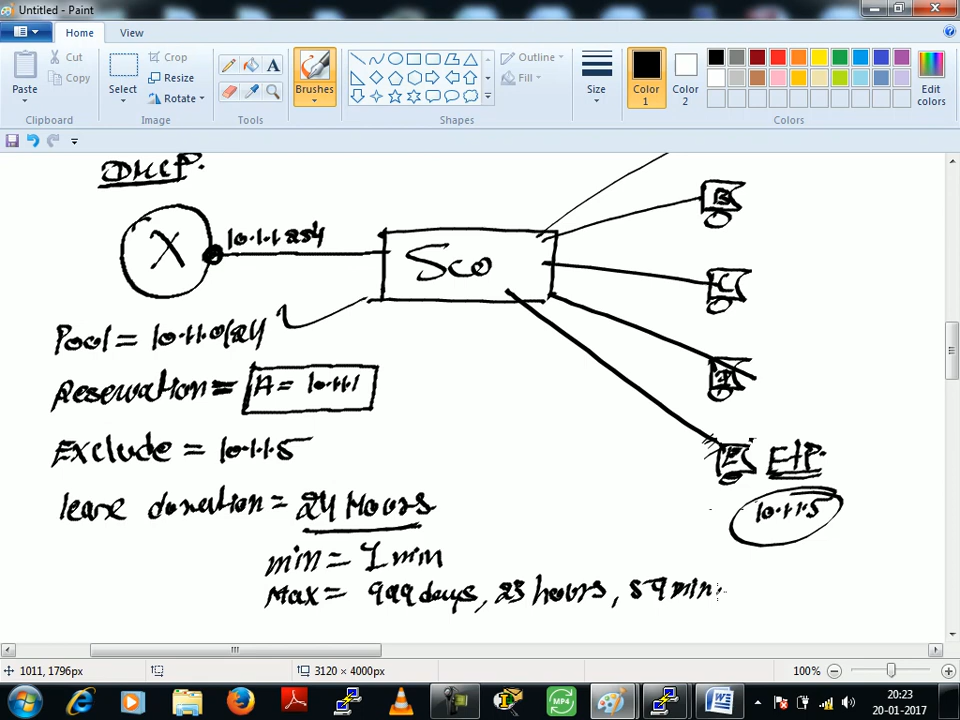 Untitled - Paint
Home View
Cut
Copy
Paste
Clipboard
Crop
Resize
Rotate
Select
Image
Tools
Brushes
Shapes
Outline
Fill
Size
Color 1
Color 2
Colors
Edit colors
DHCP.
B
X
10.1.1.254
Sco
C
Pool = 10.1.1.0/24
D
Reservation = A = 10.1.1.1
Exclude = 10.1.1.5
E FTP.
10.1.1.5
lease duration = 24 Hours
min = 1 min
Max = 999 days, 23 hours, 59 min
1011, 1796px
3120 × 4000px
100%
MP4
20:23
20-01-2017